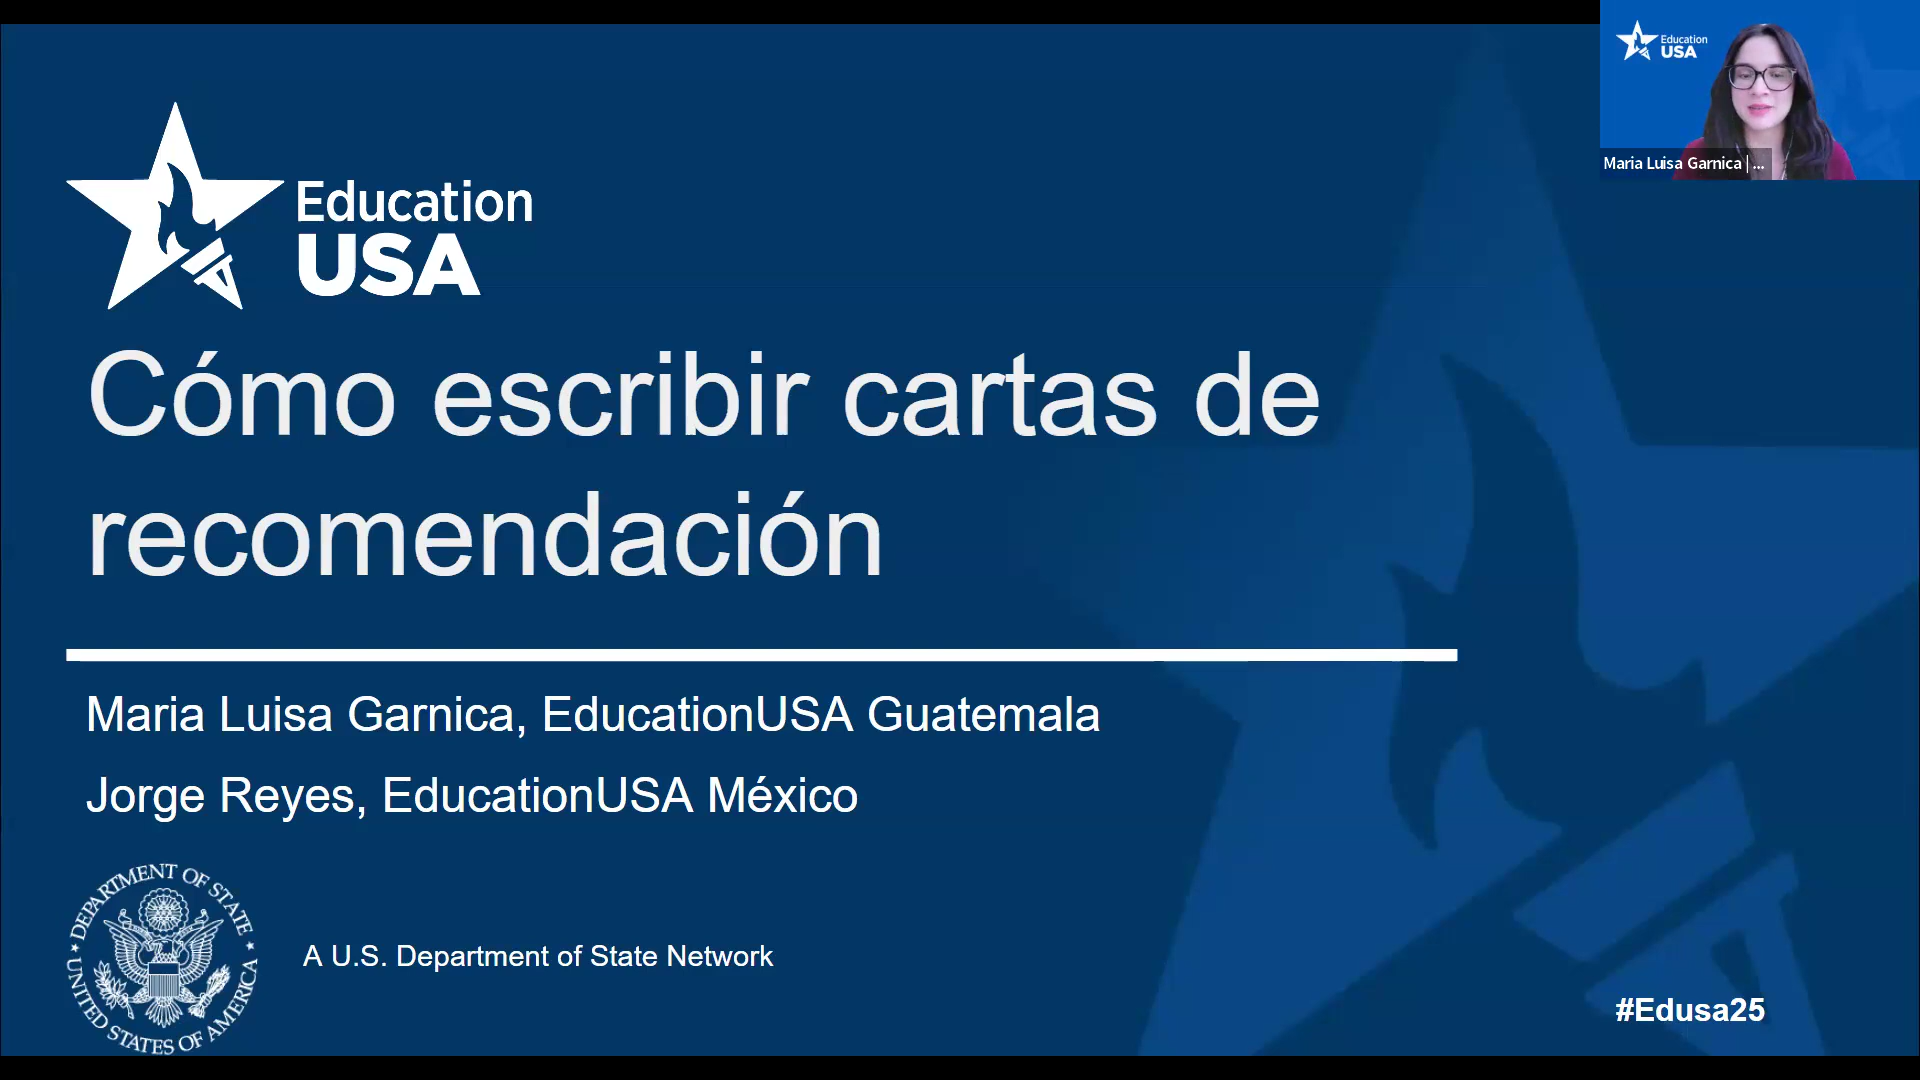 Education
USA
Maria Luisa Garnica | ...
Education
USA
Cómo escribir cartas de
recomendación
Maria Luisa Garnica, EducationUSA Guatemala
Jorge Reyes, EducationUSA México
DEPARTMENT OF STATE
UNITED STATES OF AMERICA
A U.S. Department of State Network
#Edusa25